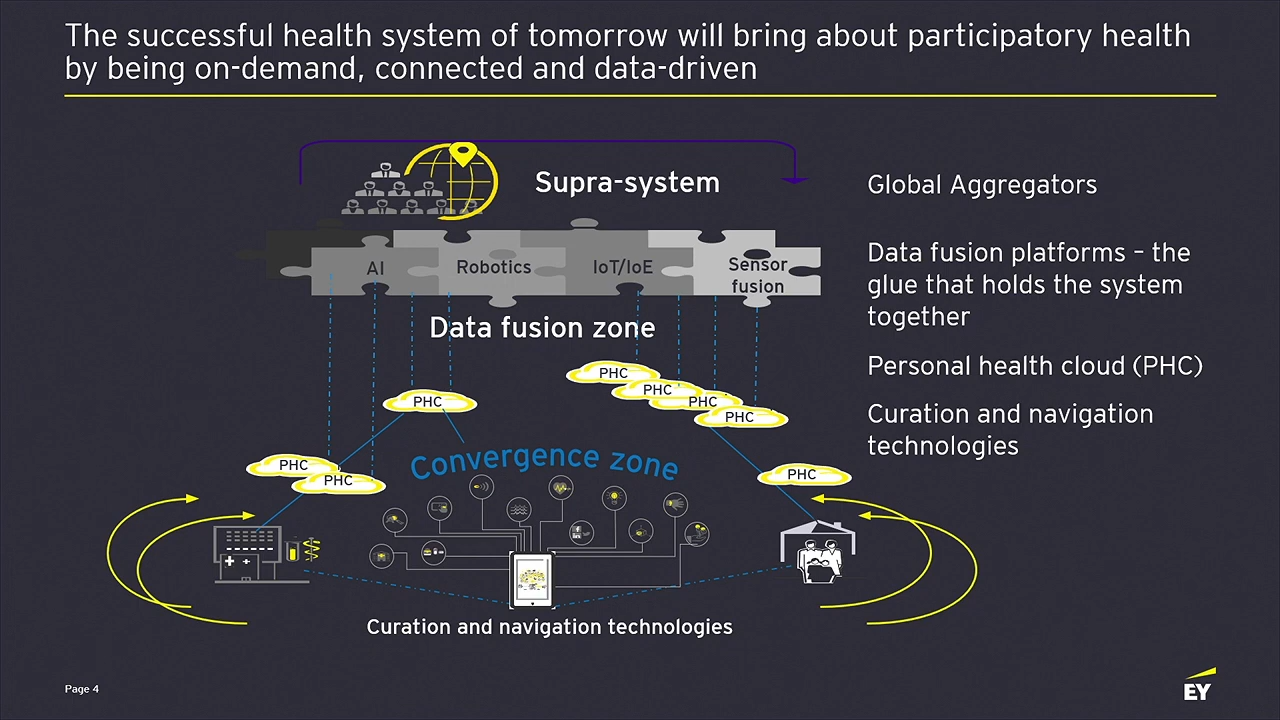 The successful health system of tomorrow will bring about participatory health
by being on-demand, connected and data-driven
Supra-system
AI
Robotics
IoT/IoE
Sensor
fusion
Data fusion zone
PHC
PHC
PHC
PHC
PHC
PHC
PHC
PHC
Convergence zone
Curation and navigation technologies
Global Aggregators
Data fusion platforms – the
glue that holds the system
together
Personal health cloud (PHC)
Curation and navigation
technologies
Page 4
EY